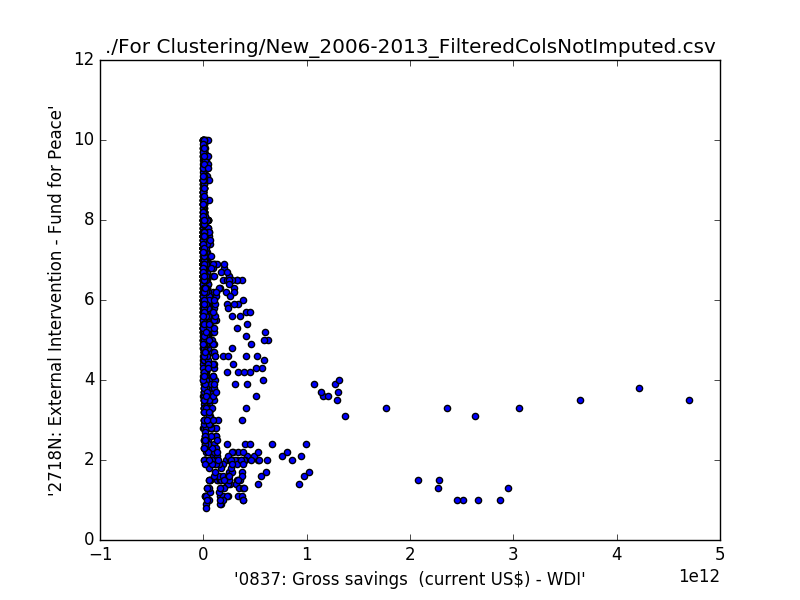 ./For Clustering/New_2006-2013_FilteredColsNotImputed.csv
12
10
8
6
4
2
0
'2718N: External Intervention - Fund for Peace'
−1 0 1 2 3 4 5
1e12
'0837: Gross savings  (current US$) - WDI'